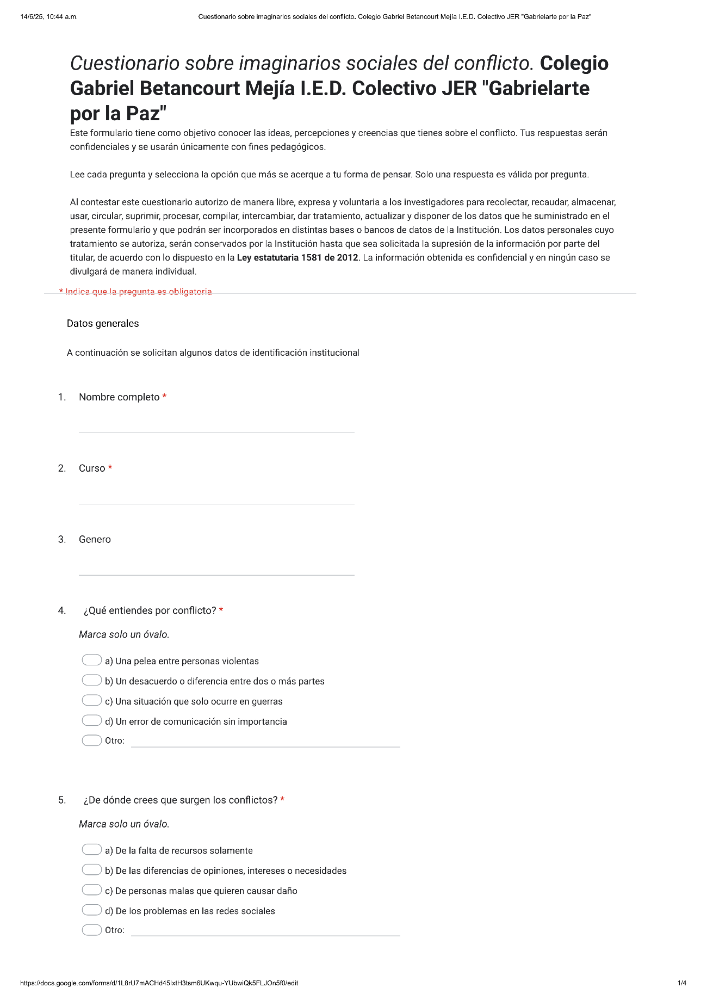 14/6/25, 10:44 a.m.
Cuestionario sobre imaginarios sociales del conflicto. Colegio Gabriel Betancourt Mejía I.E.D. Colectivo JER "Gabrielarte por la Paz"
Cuestionario sobre imaginarios sociales del conflicto. Colegio
Gabriel Betancourt Mejía I.E.D. Colectivo JER "Gabrielarte
por la Paz"
Este formulario tiene como objetivo conocer las ideas, percepciones y creencias que tienes sobre el conflicto. Tus respuestas serán
confidenciales y se usarán únicamente con fines pedagógicos.
Lee cada pregunta y selecciona la opción que más se acerque a tu forma de pensar. Solo una respuesta es válida por pregunta.
Al contestar este cuestionario autorizo de manera libre, expresa y voluntaria a los investigadores para recolectar, recaudar, almacenar,
usar, circular, suprimir, procesar, compilar, intercambiar, dar tratamiento, actualizar y disponer de los datos que he suministrado en el
presente formulario y que podrán ser incorporados en distintas bases o bancos de datos de la Institución. Los datos personales cuyo
tratamiento se autoriza, serán conservados por la Institución hasta que sea solicitada la supresión de la información por parte del
titular, de acuerdo con lo dispuesto en la Ley estatutaria 1581 de 2012. La información obtenida es confidencial y en ningún caso se
divulgará de manera individual.
* Indica que la pregunta es obligatoria
Datos generales
A continuación se solicitan algunos datos de identificación institucional
1. Nombre completo *
2. Curso *
3. Genero
4. ¿Qué entiendes por conflicto? *
Marca solo un óvalo.
a) Una pelea entre personas violentas
b) Un desacuerdo o diferencia entre dos o más partes
c) Una situación que solo ocurre en guerras
d) Un error de comunicación sin importancia
Otro:
5. ¿De dónde crees que surgen los conflictos? *
Marca solo un óvalo.
a) De la falta de recursos solamente
b) De las diferencias de opiniones, intereses o necesidades
c) De personas malas que quieren causar daño
d) De los problemas en las redes sociales
Otro:
https://docs.google.com/forms/d/1L8rU7mACHd45IxtH3tsm6UKwqu-YUbwiQk5FLJOn5f0/edit
1/4